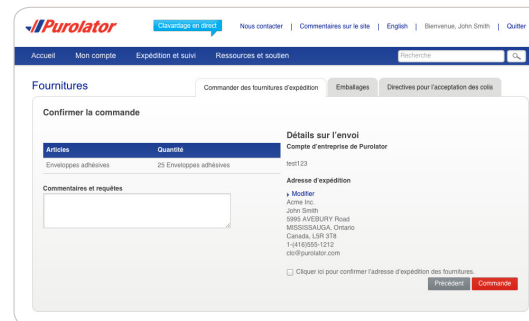 Purolator
Clavardage en direct
Nous contacter | Commentaires sur le site | English | Bienvenue, John Smith | Quitter
Accueil Mon compte Expédition et suivi Ressources et soutien Recherche
Fournitures
Commander des fournitures d'expédition Emballages Directives pour l'acceptation des colis
Confirmer la commande
Articles Quantité
Enveloppes adhésives 25 Enveloppes adhésives
Commentaires et requêtes
Détails sur l'envoi
Compte d'entreprise de Purolator
test123
Adresse d'expédition
Modifier
Acme Inc.
John Smith
5995 AVEBURY Road
MISSISSAUGA, Ontario
Canada, L5R 3T8
1-(416)555-1212
clo@purolator.com
Cliquer ici pour confirmer l'adresse d'expédition des fournitures.
Précédent Commande